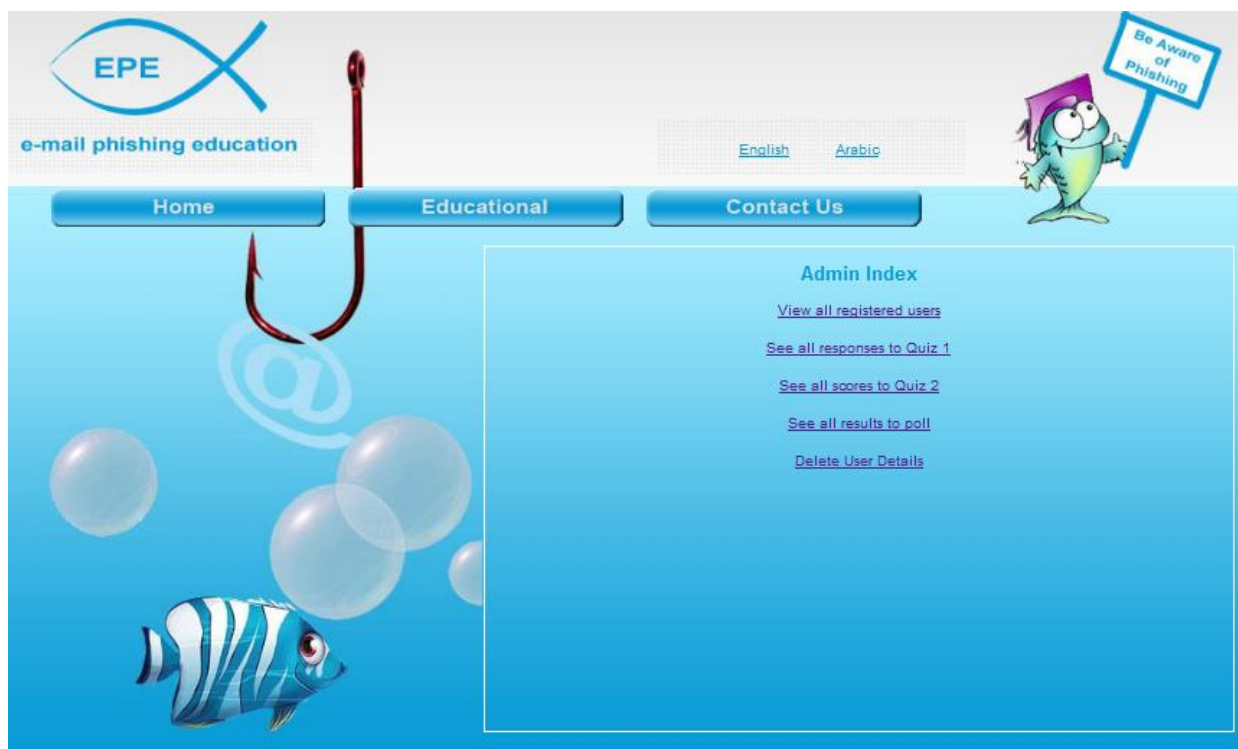 EPE
e-mail phishing education
Be Aware
of
Phishing
English Arabic
Home Educational Contact Us
Admin Index
View all registered users
See all responses to Quiz 1
See all scores to Quiz 2
See all results to poll
Delete User Details
@